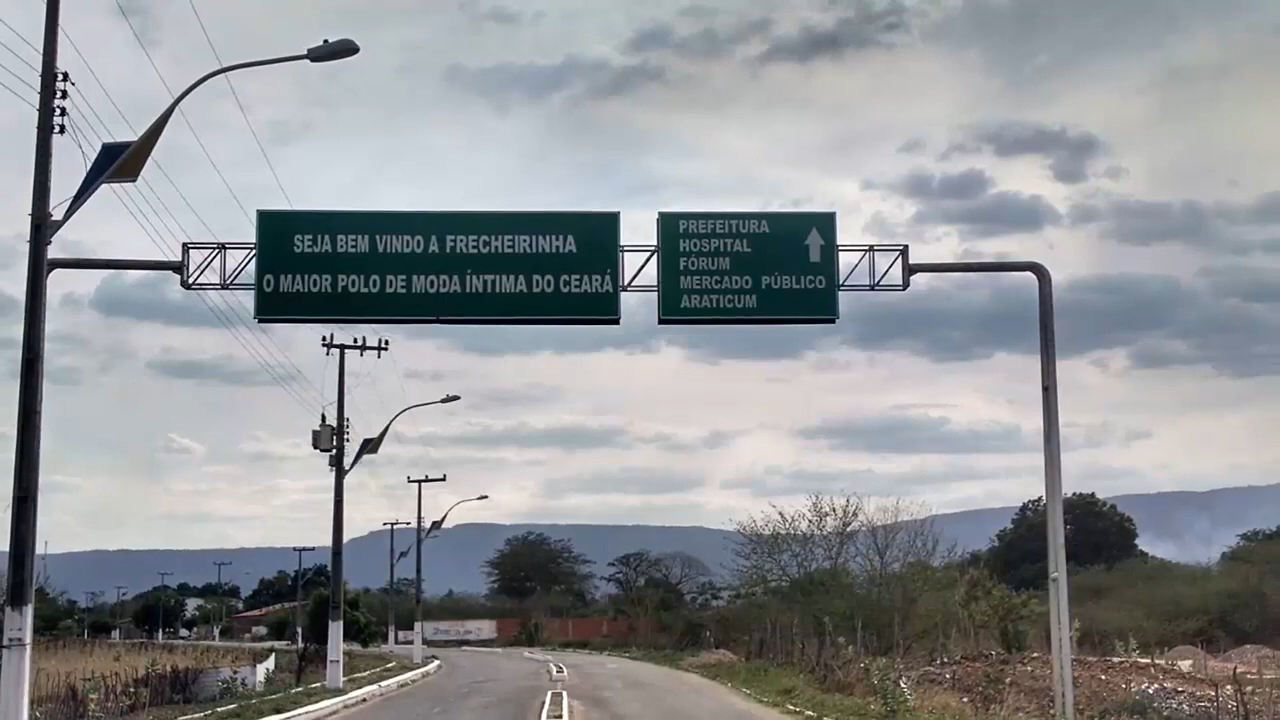 SEJA BEM VINDO A FRECHEIRINHA
O MAIOR POLO DE MODA ÍNTIMA DO CEARÁ
PREFEITURA
HOSPITAL
FÓRUM
MERCADO PÚBLICO
ARATICUM